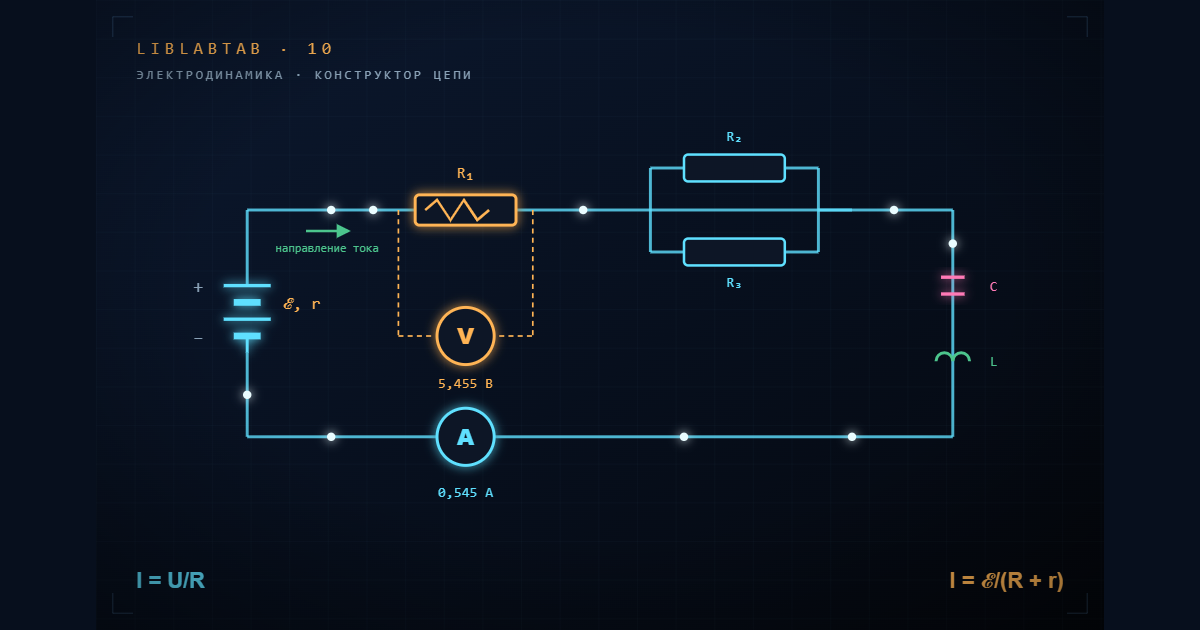 LIBLABTAB · 10
ЭЛЕКТРОДИНАМИКА · КОНСТРУКТОР ЦЕПИ
R₂
R₁
направление тока
R₃
+
ℰ, r
−
C
V
L
5,455 В
A
0,545 А
I = U/R
I = ℰ/(R + r)